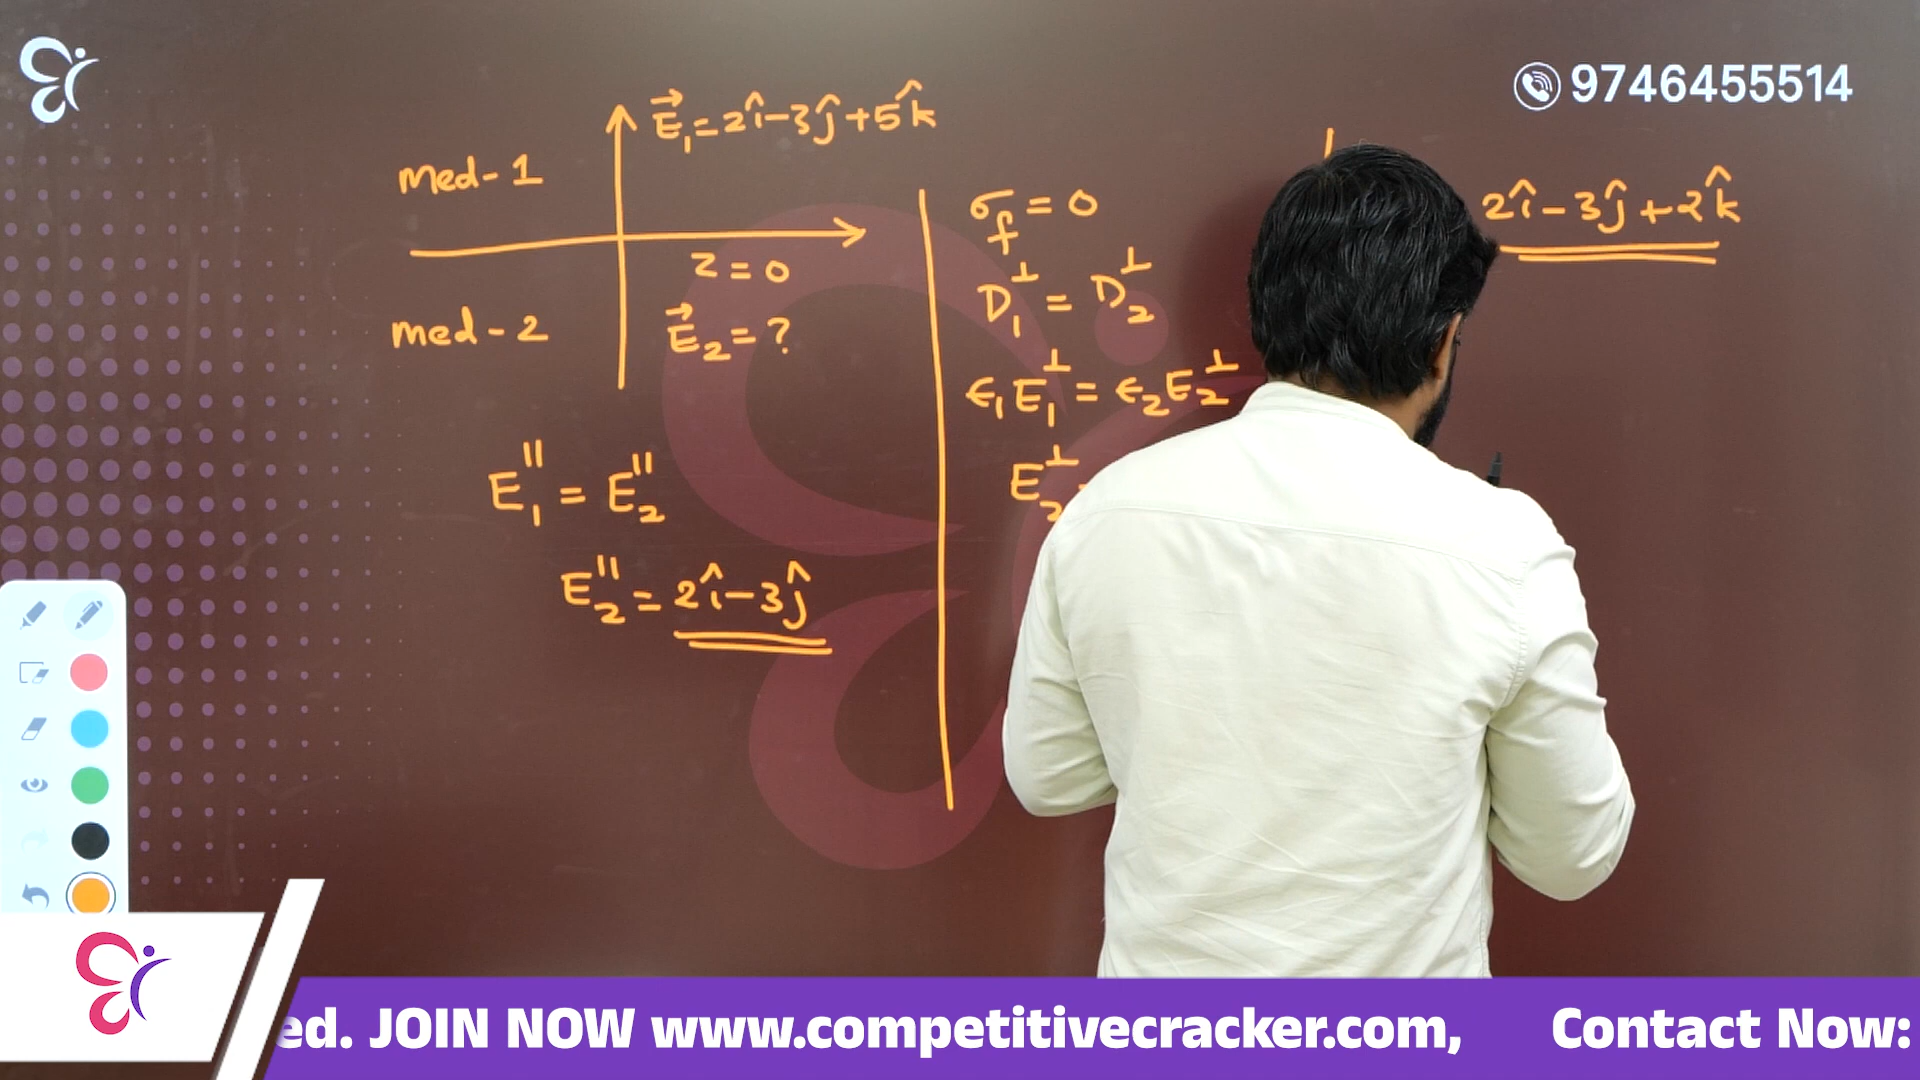 9746455514
E⃗₁=2î-3ĵ+5k̂
med-1
z=0
med-2
E⃗₂=?
E₁^||=E₂^||
E₂^||=2î-3ĵ
σf=0
D₁^⊥=D₂^⊥
ϵ₁E₁^⊥=ϵ₂E₂^⊥
E₂^⊥
2î-3ĵ+2k̂
ed. JOIN NOW www.competitivecracker.com, Contact Now: